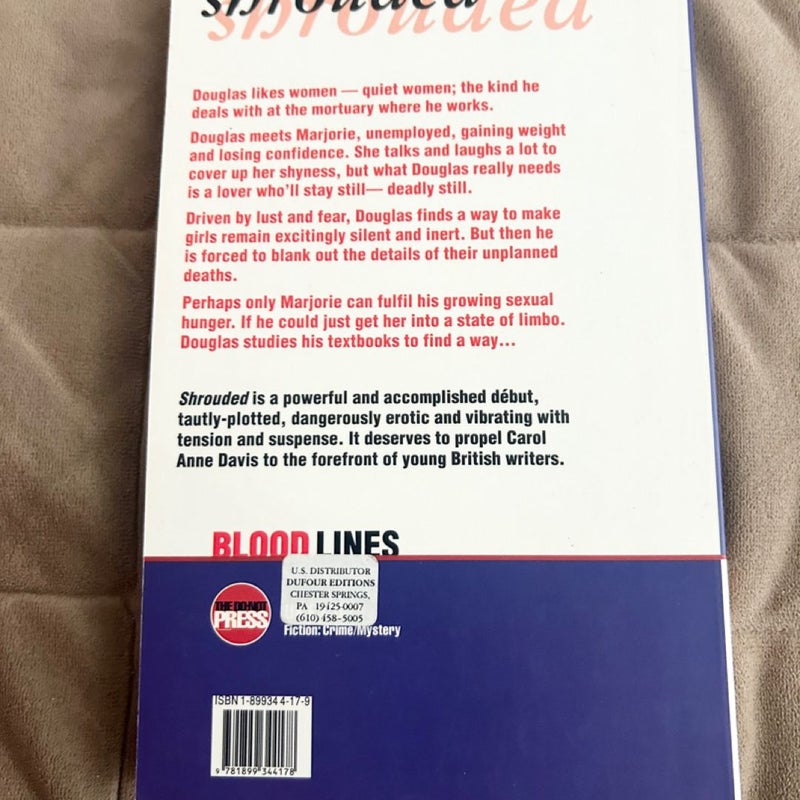 shrouded
shrouded
Douglas likes women — quiet women; the kind he
deals with at the mortuary where he works.
Douglas meets Marjorie, unemployed, gaining weight
and losing confidence. She talks and laughs a lot to
cover up her shyness, but what Douglas really needs
is a lover who'll stay still— deadly still.
Driven by lust and fear, Douglas finds a way to make
girls remain excitingly silent and inert. But then he
is forced to blank out the details of their unplanned
deaths.
Perhaps only Marjorie can fulfil his growing sexual
hunger. If he could just get her into a state of limbo.
Douglas studies his textbooks to find a way...
Shrouded is a powerful and accomplished début,
tautly-plotted, dangerously erotic and vibrating with
tension and suspense. It deserves to propel Carol
Anne Davis to the forefront of young British writers.
BLOODLINES
U.S. DISTRIBUTOR
DUFOUR EDITIONS
CHESTER SPRINGS,
PA 19425-0007
(610) 458-5005
THE DO-NOT
PRESS
Fiction: Crime/Mystery
ISBN 1-899344-17-9
9 781899 344178